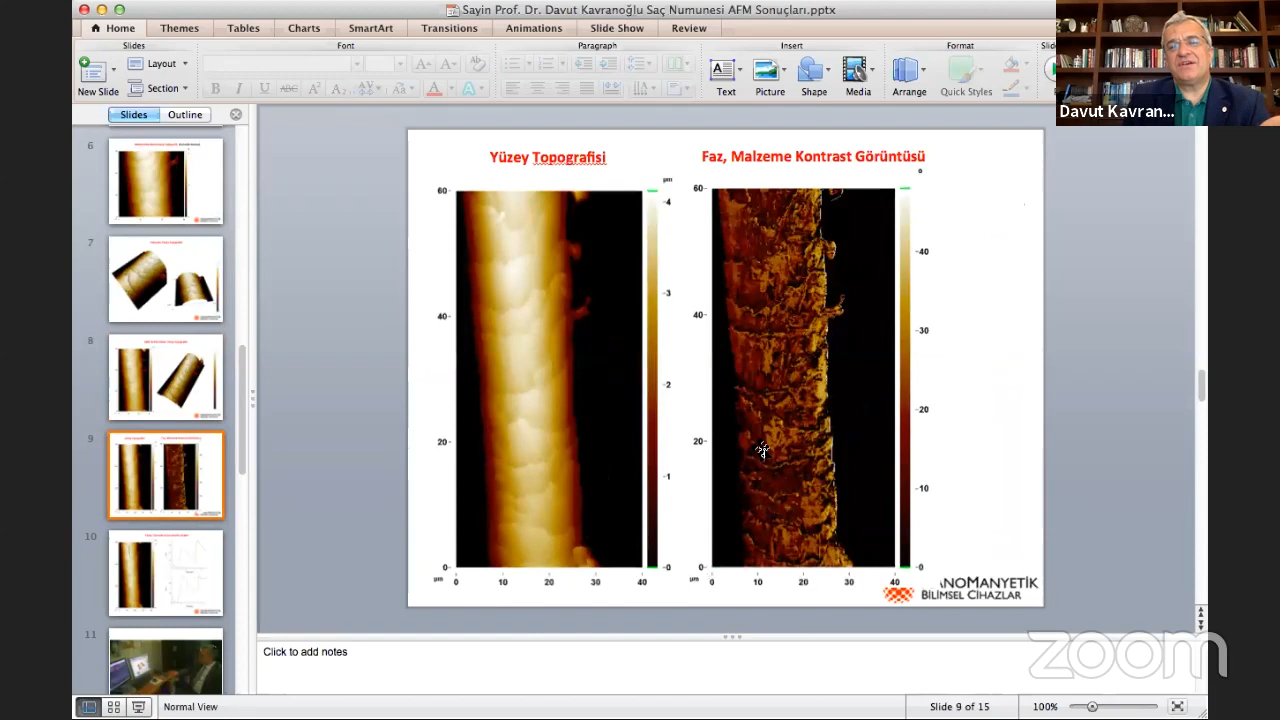 Sayin Prof. Dr. Davut Kavranoğlu Saç Numunesi AFM Sonuçları.pptx
Home Themes Tables Charts SmartArt Transitions Animations Slide Show Review
Slides Font Paragraph Insert Format
New Slide
Layout
Section
B I U ABC
Text Picture Shape Media
Arrange Quick Styles
Davut Kavran...
Slides Outline
6
7
8
9
10
11
Yüzey Topografisi
µm
60
40
20
0
µm 0 10 20 30 40
4
3
2
1
0
Faz, Malzeme Kontrast Görüntüsü
60
40
20
0
µm 0 10 20 30 40
40
30
20
10
0
ANOMANYETİK
BİLİMSEL CİHAZLAR
Click to add notes
zoom
Normal View
Slide 9 of 15
100%